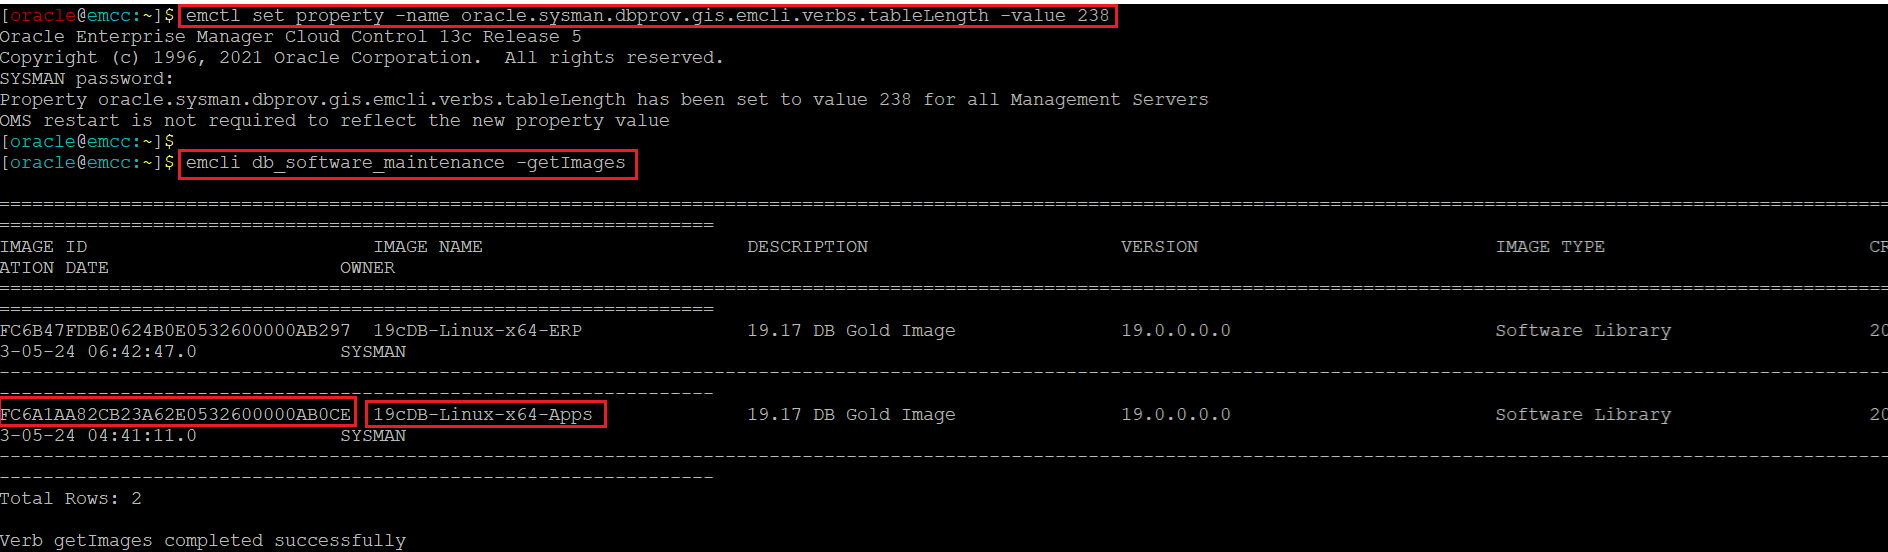 [oracle@emcc:~]$ emctl set property -name oracle.sysman.dbprov.gis.emcli.verbs.tableLength -value 238
Oracle Enterprise Manager Cloud Control 13c Release 5
Copyright (c) 1996, 2021 Oracle Corporation.  All rights reserved.
SYSMAN password:
Property oracle.sysman.dbprov.gis.emcli.verbs.tableLength has been set to value 238 for all Management Servers
OMS restart is not required to reflect the new property value
[oracle@emcc:~]$
[oracle@emcc:~]$ emcli db_software_maintenance -getImages
IMAGE ID                          IMAGE NAME                        DESCRIPTION                       VERSION                           IMAGE TYPE                        CR
ATION DATE                     OWNER
FC6B47FDBE0624B0E0532600000AB297  19cDB-Linux-x64-ERP               19.17 DB Gold Image               19.0.0.0.0                        Software Library                  20
3-05-24 06:42:47.0             SYSMAN
FC6A1AA82CB23A62E0532600000AB0CE  19cDB-Linux-x64-Apps              19.17 DB Gold Image               19.0.0.0.0                        Software Library                  20
3-05-24 04:41:11.0             SYSMAN
Total Rows: 2
Verb getImages completed successfully